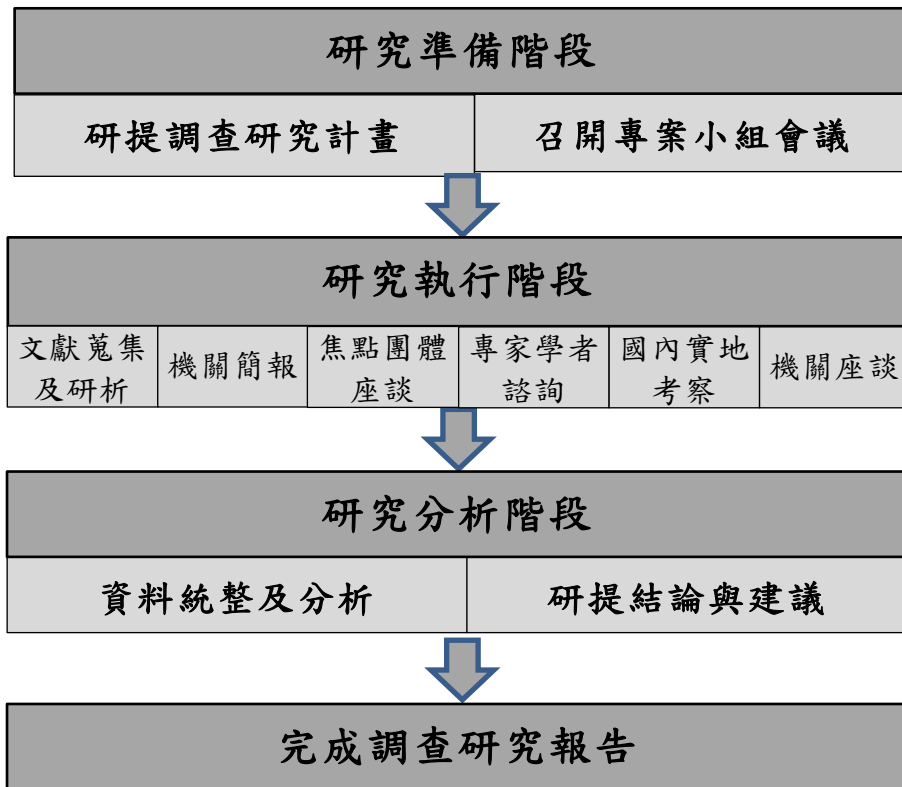 研究準備階段
研提調查研究計畫
召開專案小組會議
研究執行階段
文獻蒐集
及研析
機關簡報
焦點團體
座談
專家學者
諮詢
國內實地
考察
機關座談
研究分析階段
資料統整及分析
研提結論與建議
完成調查研究報告